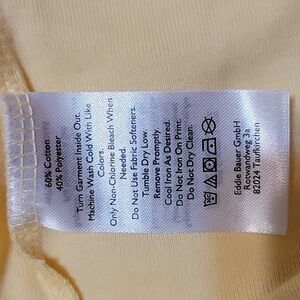 60% Cotton
40% Polyester
Turn Garment Inside Out.
Machine Wash Cold With Like
Colors.
Only Non-Chlorine Bleach When
Needed.
Do Not Use Fabric Softeners.
Tumble Dry Low.
Remove Promptly.
Cool Iron As Desired.
Do Not Iron On Print.
Do Not Dry Clean.
Eddie Bauer GmbH
Rotwandweg 3a
82024 Taufkirchen